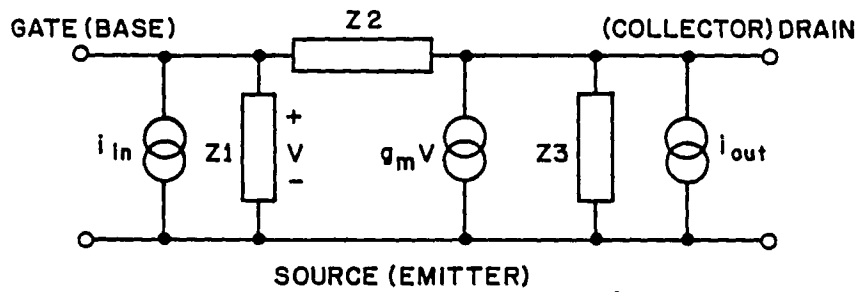 Z2
GATE (BASE)
(COLLECTOR) DRAIN
i in
Z1
+
V
-
gmV
Z3
i out
SOURCE (EMITTER)